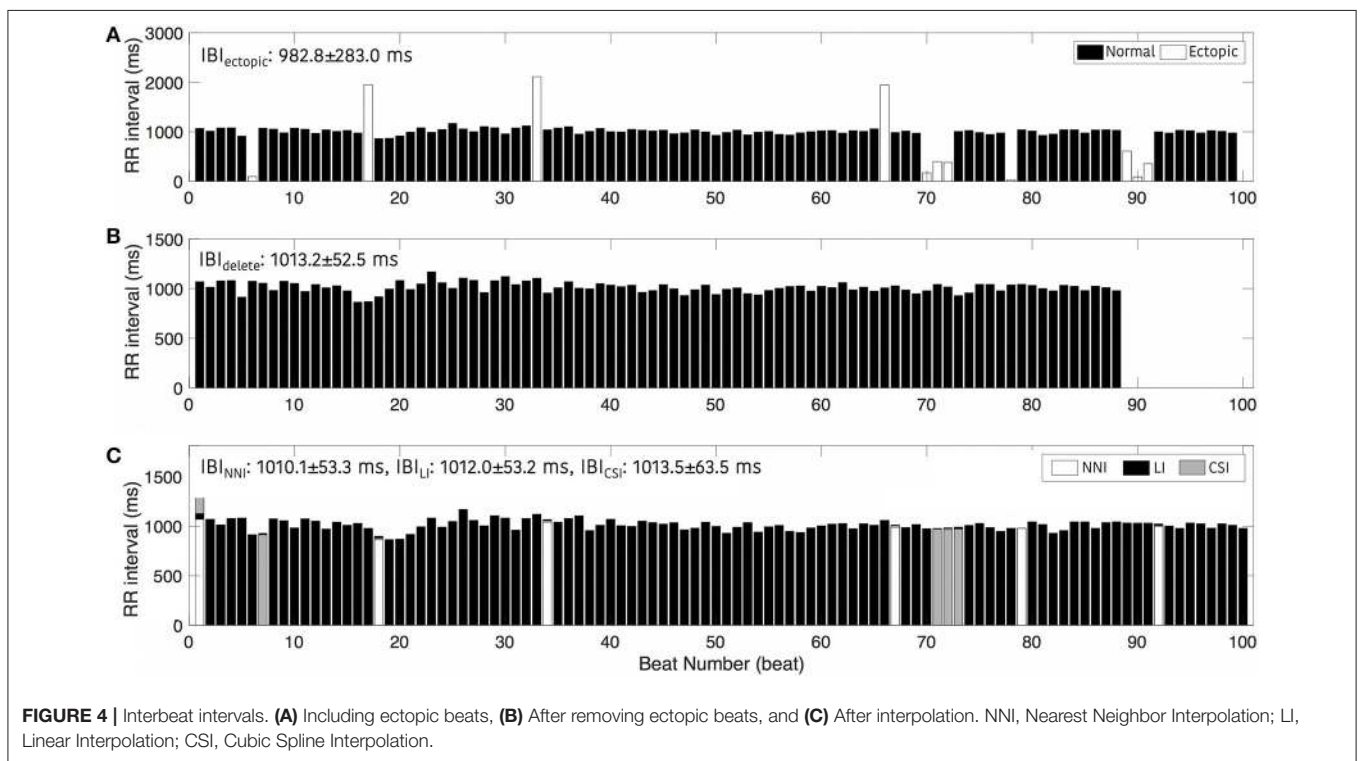 A
RR interval (ms)
3000
2000
1000
0
IBIectopic: 982.8±283.0 ms
Normal Ectopic
0 10 20 30 40 50 60 70 80 90 100
B
RR interval (ms)
1500
1000
500
0
IBIdelete: 1013.2±52.5 ms
0 10 20 30 40 50 60 70 80 90 100
C
RR interval (ms)
1500
1000
500
0
IBINNI: 1010.1±53.3 ms, IBILI: 1012.0±53.2 ms, IBICSI: 1013.5±63.5 ms
NNI LI CSI
0 10 20 30 40 50 60 70 80 90 100
Beat Number (beat)
FIGURE 4 | Interbeat intervals. (A) Including ectopic beats, (B) After removing ectopic beats, and (C) After interpolation. NNI, Nearest Neighbor Interpolation; LI,
Linear Interpolation; CSI, Cubic Spline Interpolation.